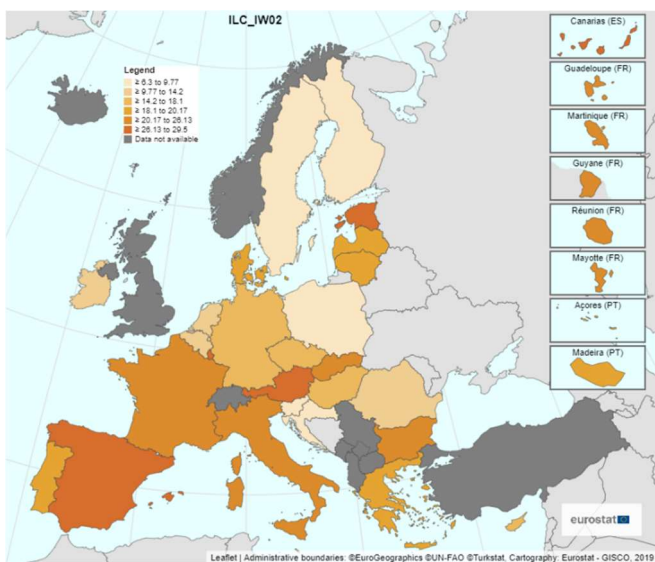 ILC_IW02
Legend
≥ 6.3 to 9.77
≥ 9.77 to 14.2
≥ 14.2 to 18.1
≥ 18.1 to 20.17
≥ 20.17 to 26.13
≥ 26.13 to 29.5
Data not available
Canarias (ES)
Guadeloupe (FR)
Martinique (FR)
Guyane (FR)
Réunion (FR)
Mayotte (FR)
Açores (PT)
Madeira (PT)
eurostat
Leaflet | Administrative boundaries: ©EuroGeographics ©UN-FAO ©Turkstat, Cartography: Eurostat - GISCO, 2019